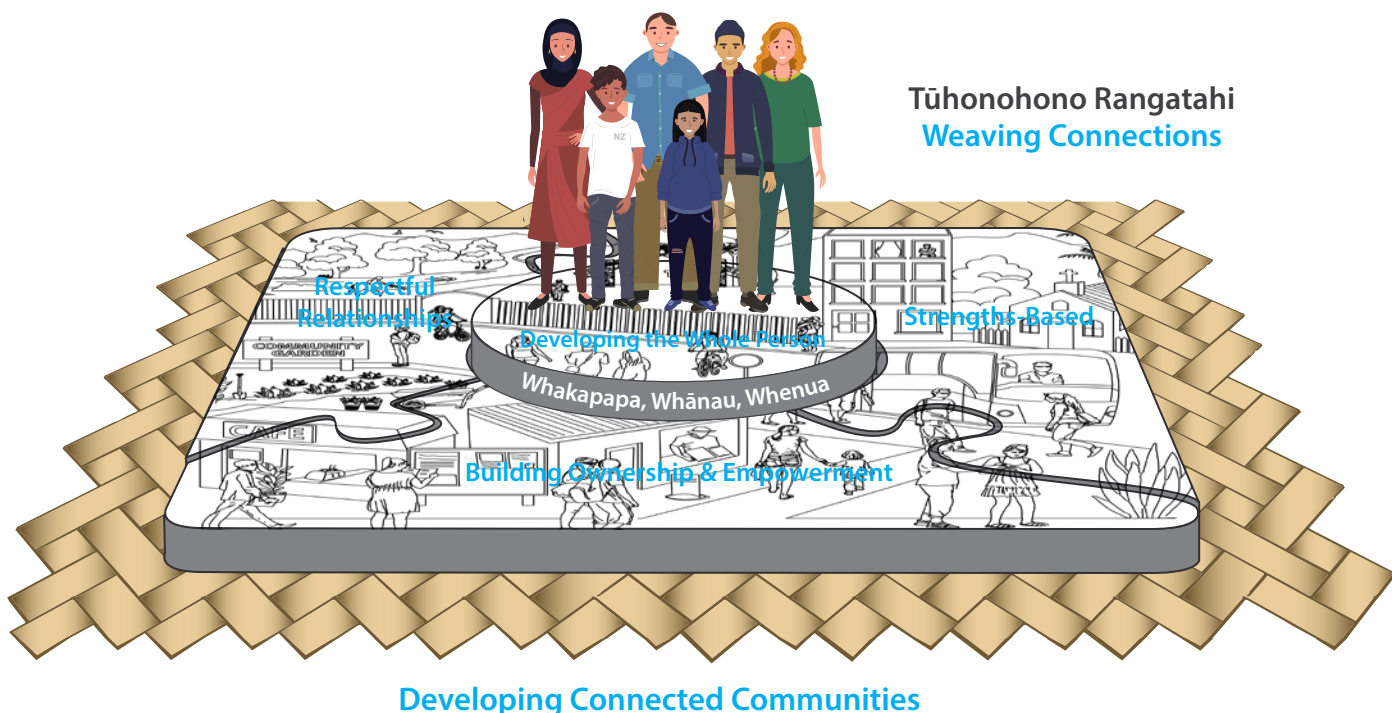 Tūhonohono Rangatahi
Weaving Connections
NZ
Respectful
Relationships
Strengths-Based
Developing the Whole Person
COMMUNITY
GARDEN
Whakapapa, Whānau, Whenua
CAFE
Building Ownership & Empowerment
Developing Connected Communities